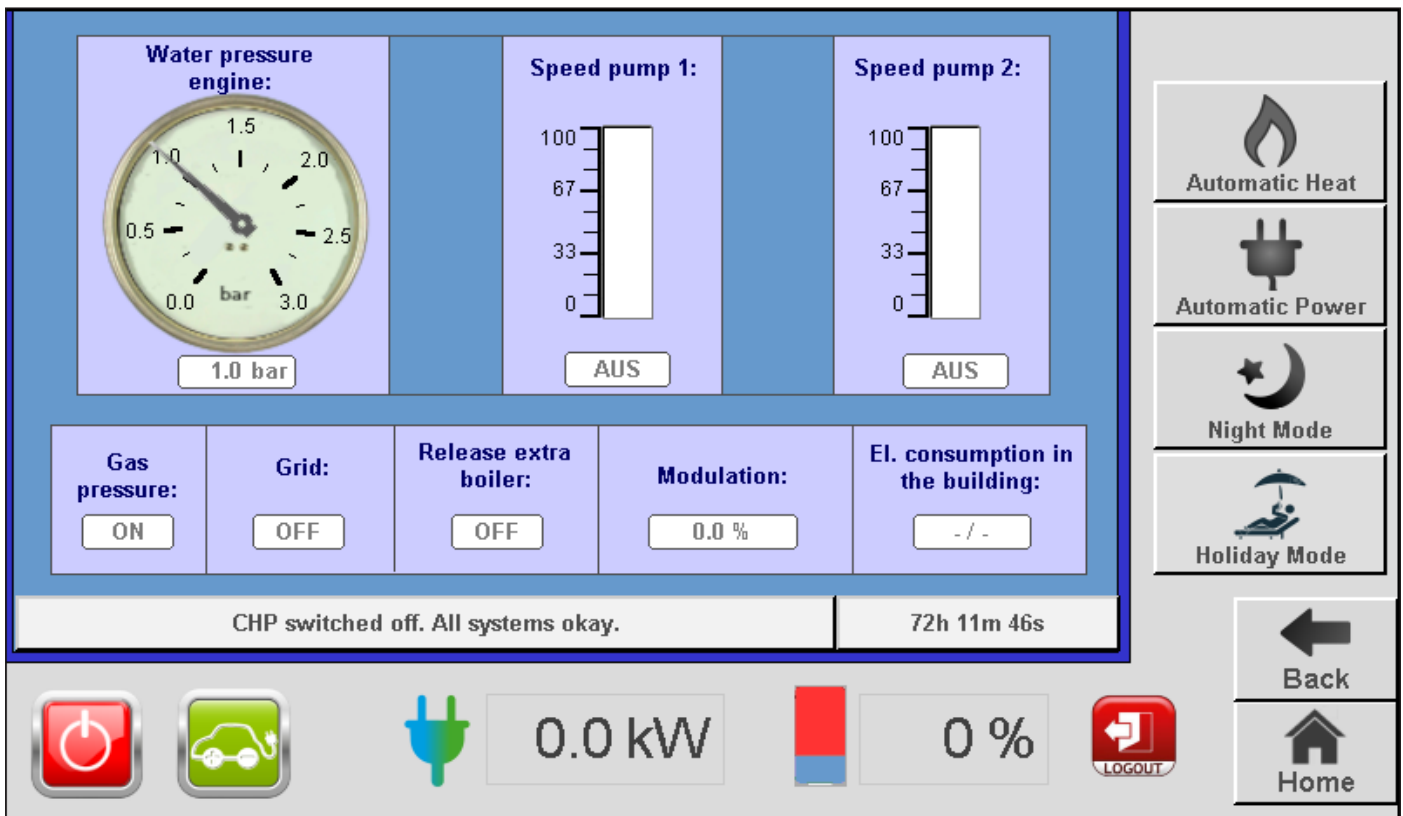 Water pressure
engine:
1.5
1.0
2.0
0.5
2.5
bar
0.0
3.0
1.0 bar
Speed pump 1:
100
67
33
0
AUS
Speed pump 2:
100
67
33
0
AUS
Gas
pressure:
ON
Grid:
OFF
Release extra
boiler:
OFF
Modulation:
0.0 %
El. consumption in
the building:
- / -
CHP switched off. All systems okay.
72h 11m 46s
Automatic Heat
Automatic Power
Night Mode
Holiday Mode
Back
Home
0.0 kW
0 %
LOGOUT